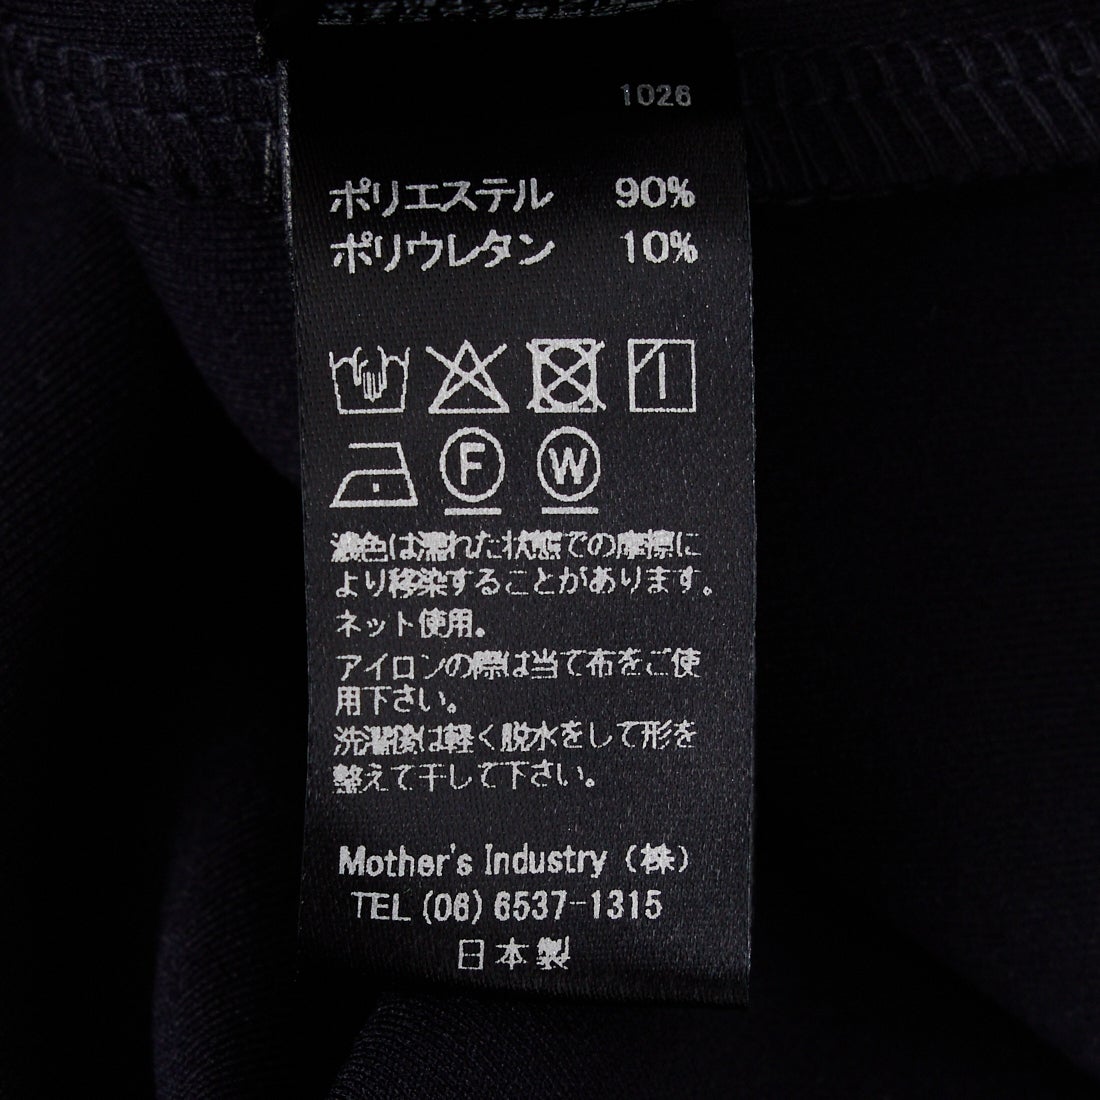 1026
ポリエステル 90%
ポリウレタン 10%
F W
濃色は濡れた状態での摩擦に
より移染することがあります。
ネット使用。
アイロンの際は当て布をご使
用下さい。
洗濯後は軽く脱水をして形を
整えて干して下さい。
Mother's Industry (株)
TEL (06) 6537-1315
日本製